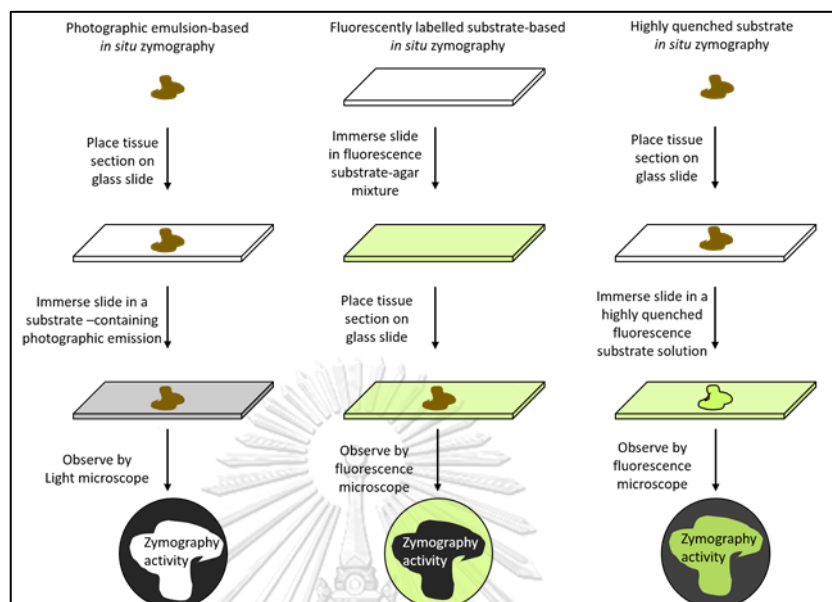 Photographic emulsion-based
in situ zymography
Place tissue
section on
glass slide
Immerse slide in a
substrate –containing
photographic emission
Observe by
Light microscope
Zymography
activity
Fluorescently labelled substrate-based
in situ zymography
Immerse slide
in fluorescence
substrate-agar
mixture
Place tissue
section on
glass slide
Observe by
fluorescence
microscope
Zymography
activity
Highly quenched substrate
in situ zymography
Place tissue
section on
glass slide
Immerse slide in a
highly quenched
fluorescence
substrate solution
Observe by
fluorescence
microscope
Zymography
activity